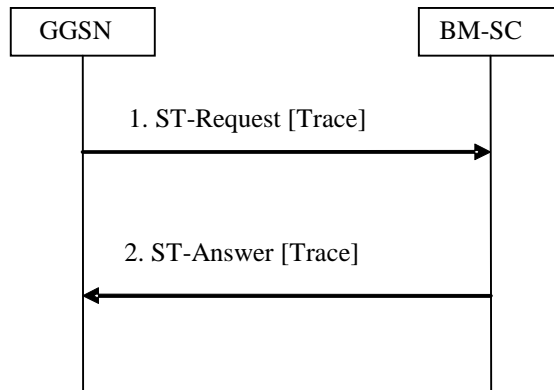 GGSN
BM-SC
1. ST-Request [Trace]
2. ST-Answer [Trace]